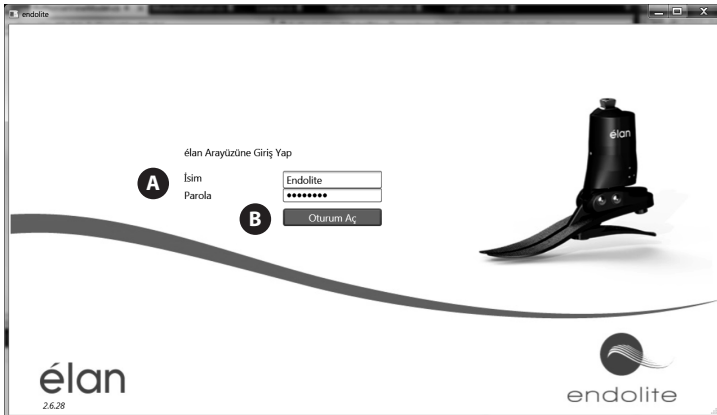 endolite
élan
élan Arayüzüne Giriş Yap
A
İsim
Endolite
Parola
••••••••
B
Oturum Aç
élan
2.6.28
endolite